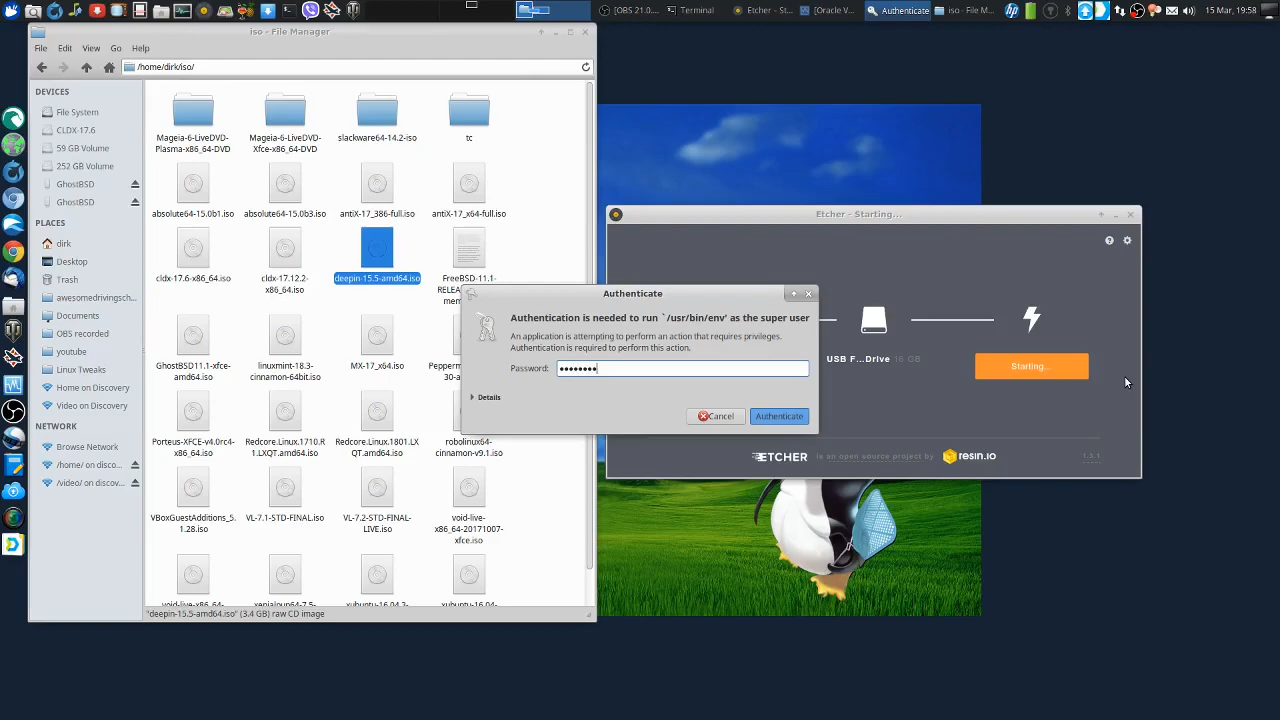 [OBS 21.0....
Terminal
Etcher - St...
[Oracle V...
Authenticate
iso - File M...
15 Mar, 19:58
iso - File Manager
File Edit View Go Help
/home/dirk/iso/
DEVICES
File System
CLDX-17.6
59 GB Volume
252 GB Volume
GhostBSD
GhostBSD
PLACES
dirk
Desktop
Trash
awesomedrivingsch...
Documents
OBS recorded
youtube
Linux Tweaks
Home on Discovery
Video on Discovery
NETWORK
Browse Network
/home/ on disco...
/video/ on discov...
Mageia-6-LiveDVD-
Plasma-x86_64-DVD
Mageia-6-LiveDVD-
Xfce-x86_64-DVD
slackware64-14.2-iso
tc
absolute64-15.0b1.iso
absolute64-15.0b3.iso
antiX-17_386-full.iso
antiX-17_x64-full.iso
cldx-17.6-x86_64.iso
cldx-17.12.2-
x86_64.iso
deepin-15.5-amd64.iso
FreeBSD-11.1-
RELEA
mem
GhostBSD11.1-xfce-
amd64.iso
linuxmint-18.3-
cinnamon-64bit.iso
MX-17_x64.iso
Pepperm
30-a
Porteus-XFCE-v4.0rc4-
x86_64.iso
Redcore.Linux.1710.R
1.LXQT.amd64.iso
Redcore.Linux.1801.LX
QT.amd64.iso
robolinux64-
cinnamon-v9.1.iso
VBoxGuestAdditions_5.
1.28.iso
VL-7.1-STD-FINAL.iso
VL-7.2-STD-FINAL-
LIVE.iso
void-live-
x86_64-20171007-
xfce.iso
void-live-x86_64-
xenialpup64-7.5-
xubuntu-16.04.3-
xubuntu-16.04-
"deepin-15.5-amd64.iso" (3.4 GB) raw CD image
Etcher - Starting...
USB F...Drive 16 GB
Starting...
ETCHER is an open source project by resin.io
1.3.1
Authenticate
Authentication is needed to run `/usr/bin/env' as the super user
An application is attempting to perform an action that requires privileges.
Authentication is required to perform this action.
Password:
Details
Cancel
Authenticate